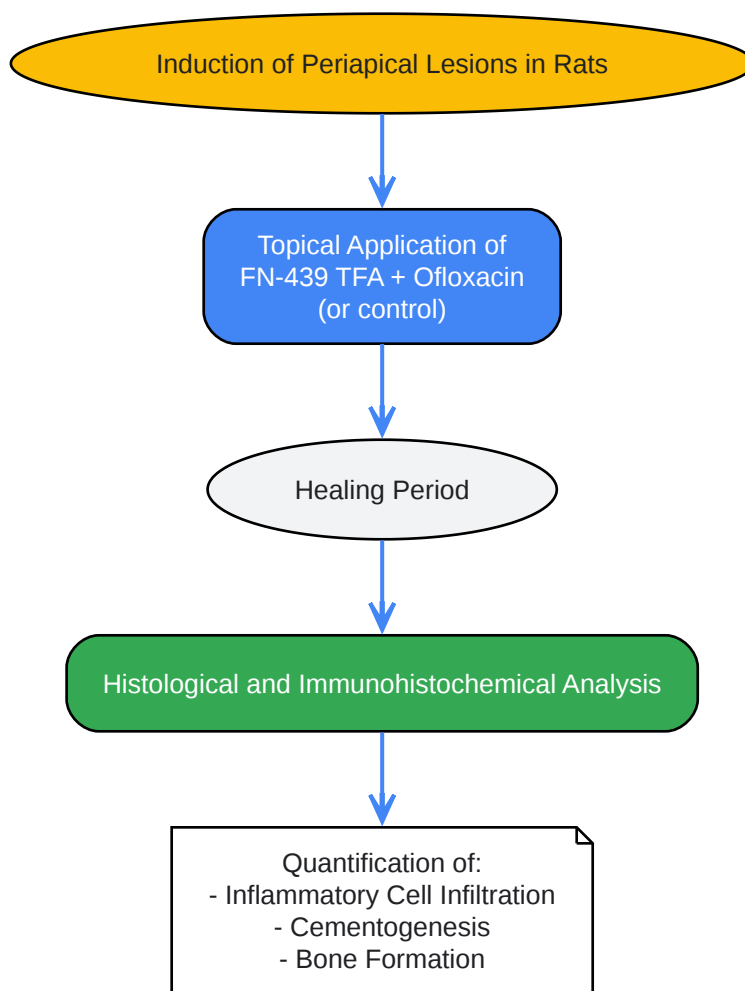 Induction of Periapical Lesions in Rats
Topical Application of
FN-439 TFA + Ofloxacin
(or control)
Healing Period
Histological and Immunohistochemical Analysis
Quantification of:
- Inflammatory Cell Infiltration
- Cementogenesis
- Bone Formation